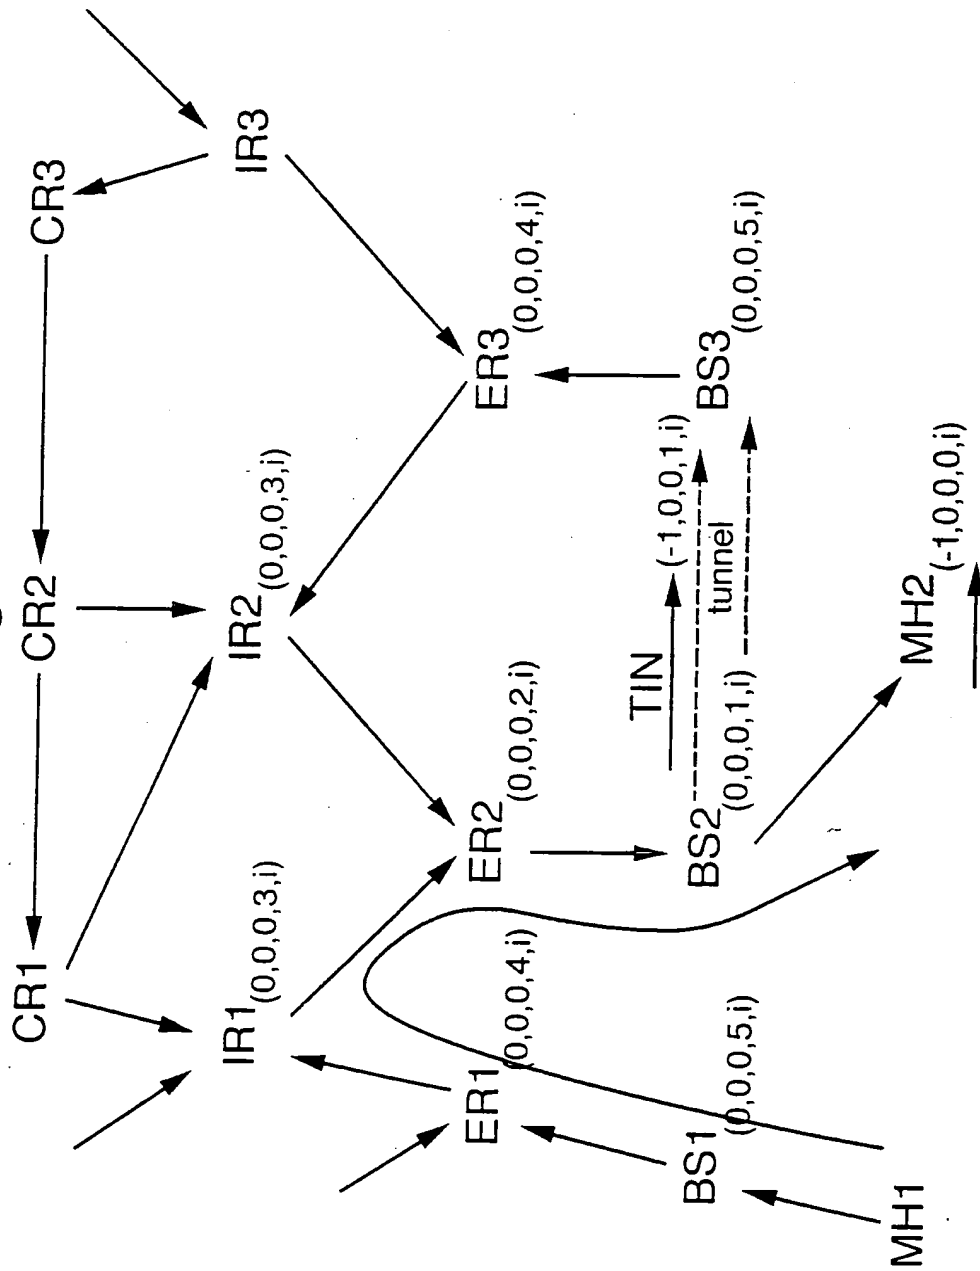 CR1
CR2
CR3
IR1(0,0,0,3,i)
IR2(0,0,0,3,i)
IR3
ER1(0,0,0,4,i)
ER2(0,0,0,2,i)
ER3(0,0,0,4,i)
TIN
(-1,0,0,1,i)
tunnel
BS1(0,0,0,5,i)
BS2(0,0,0,1,i)
BS3(0,0,0,5,i)
MH1
MH2(-1,0,0,0,i)